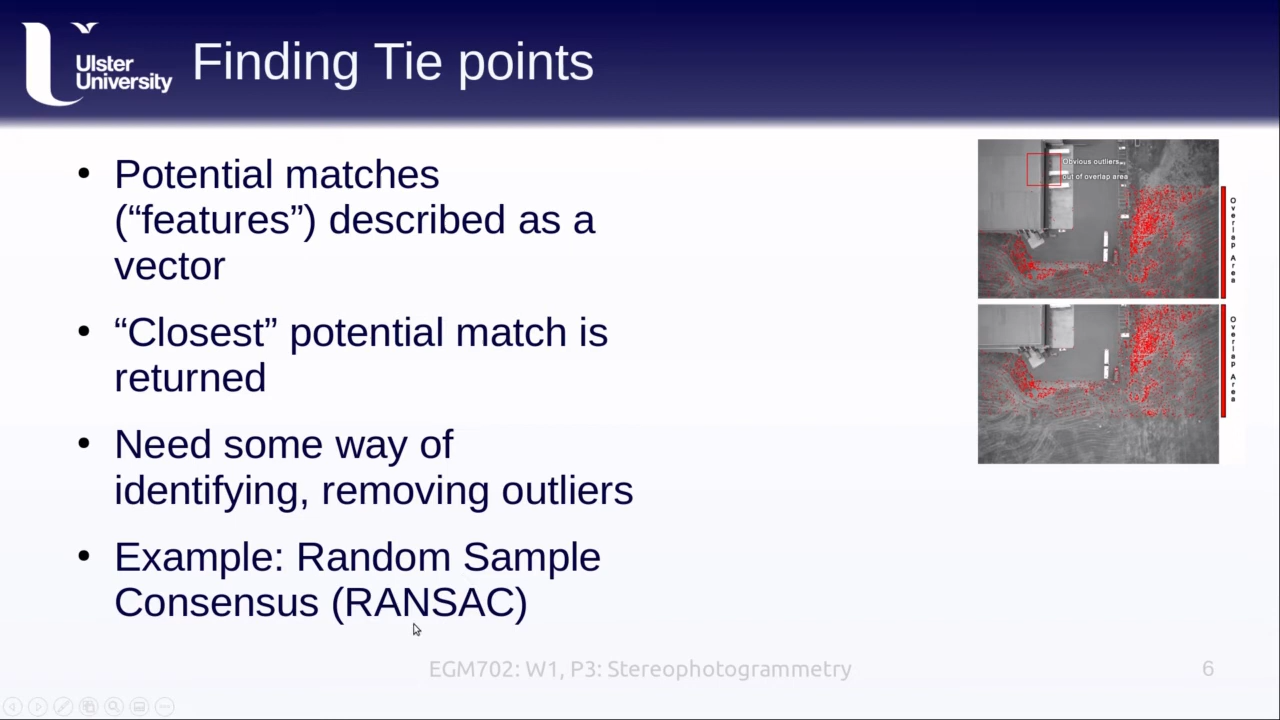 Ulster
University
Finding Tie points
• Potential matches
(“features”) described as a
vector
• “Closest” potential match is
returned
• Need some way of
identifying, removing outliers
• Example: Random Sample
Consensus (RANSAC)
Obvious outliers
out of overlap area
Overlap Area
Overlap Area
EGM702: W1, P3: Stereophotogrammetry
6